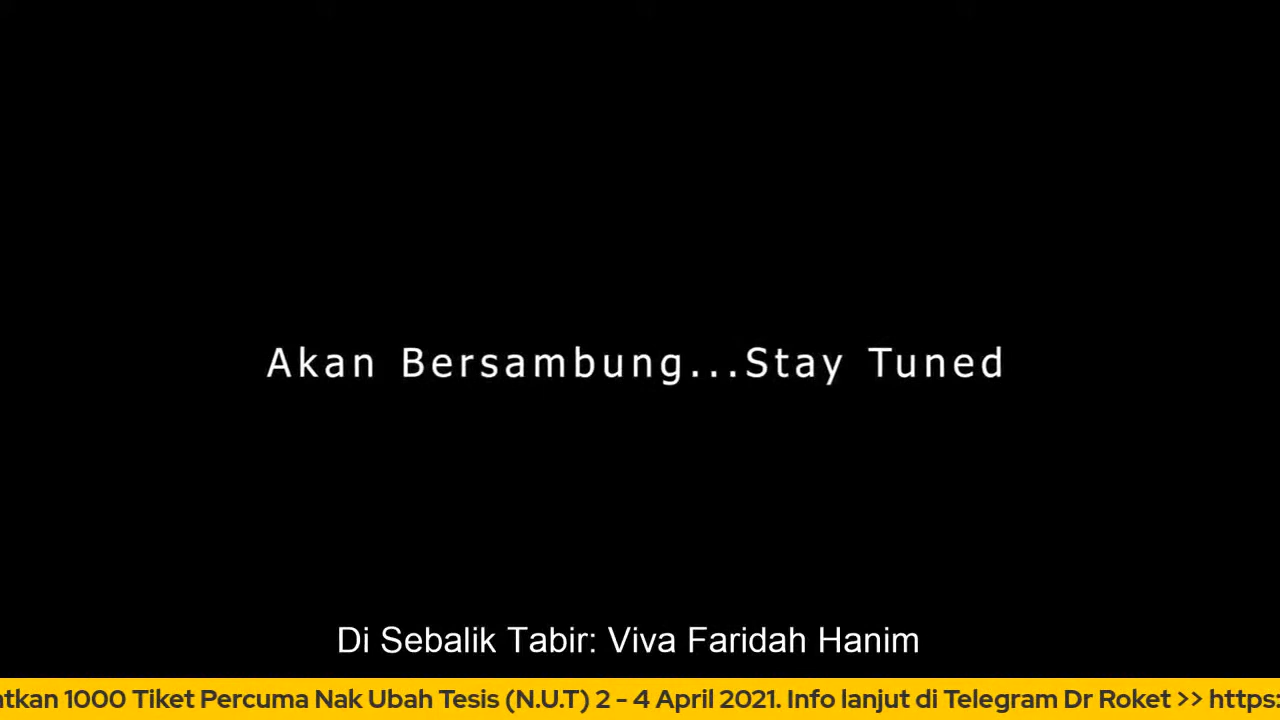 Akan Bersambung...Stay Tuned
Di Sebalik Tabir: Viva Faridah Hanim
1000 Tiket Percuma Nak Ubah Tesis (N.U.T) 2 - 4 April 2021. Info lanjut di Telegram Dr Roket >> https: